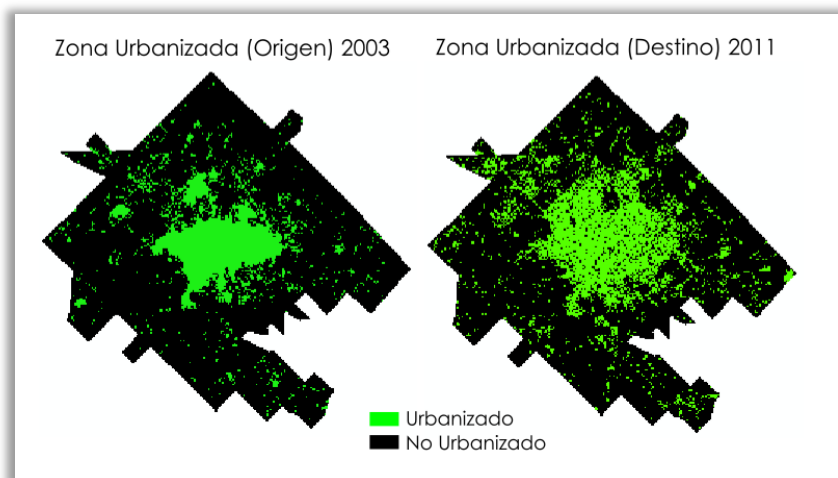 Zona Urbanizada (Origen) 2003
Zona Urbanizada (Destino) 2011
Urbanizado
No Urbanizado